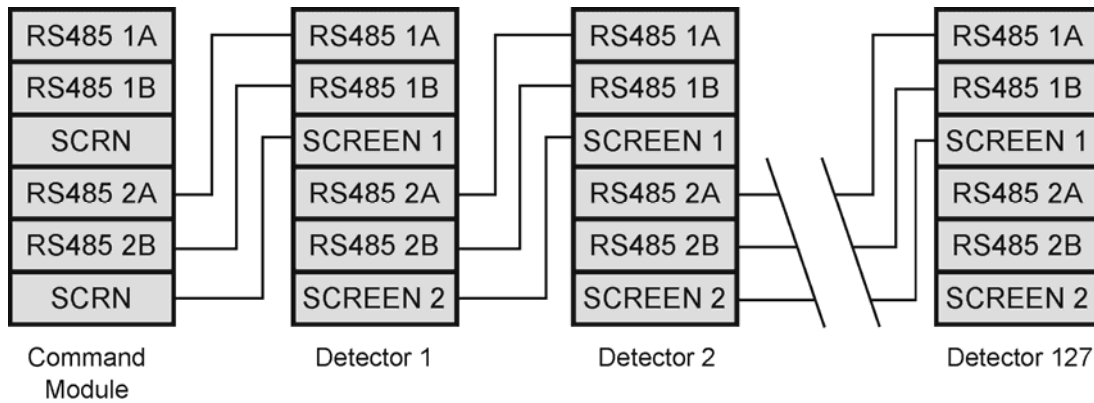 RS485 1A
RS485 1B
SCRN
RS485 2A
RS485 2B
SCRN
Command
Module
RS485 1A
RS485 1B
SCREEN 1
RS485 2A
RS485 2B
SCREEN 2
Detector 1
RS485 1A
RS485 1B
SCREEN 1
RS485 2A
RS485 2B
SCREEN 2
Detector 2
RS485 1A
RS485 1B
SCREEN 1
RS485 2A
RS485 2B
SCREEN 2
Detector 127